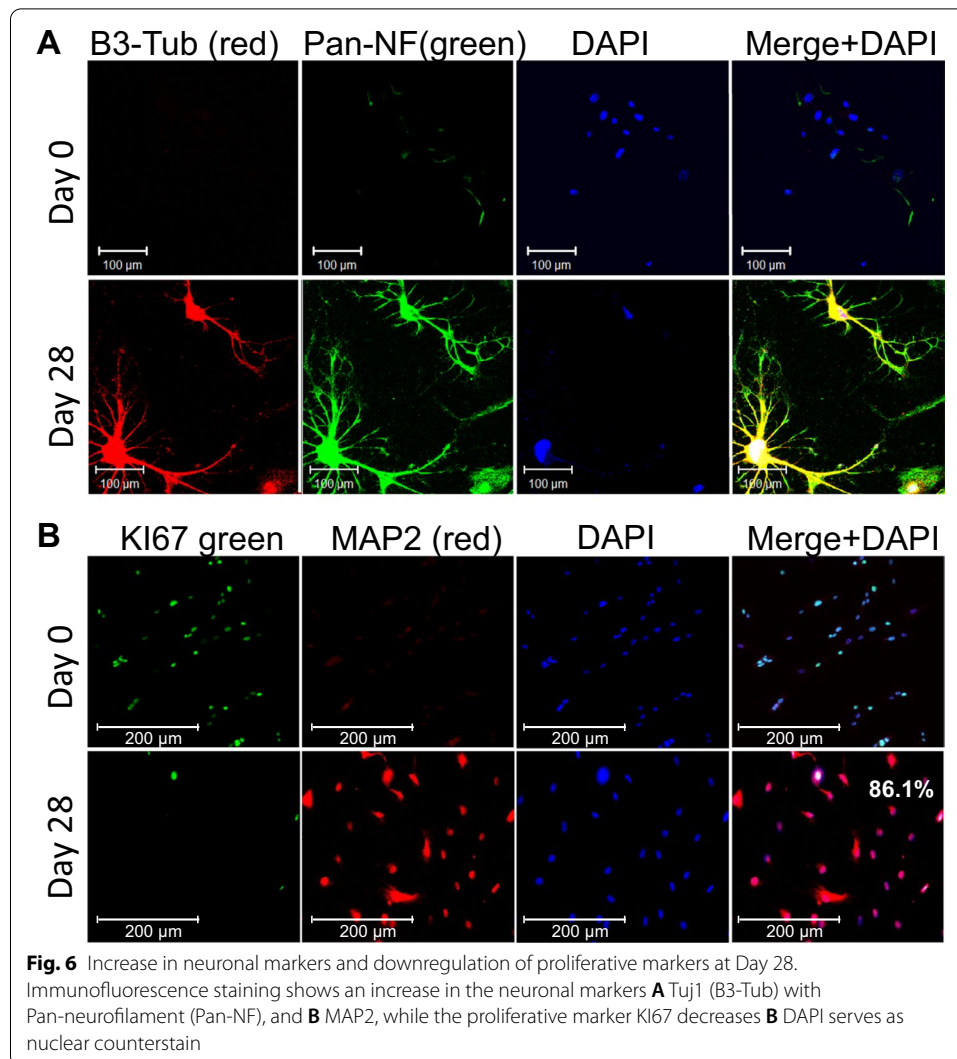 A
B3-Tub (red) Pan-NF(green) DAPI Merge+DAPI
Day 0
100 µm 100 µm 100 µm 100 µm
Day 28
100 µm 100 µm 100 µm 100 µm
B
KI67 green MAP2 (red) DAPI Merge+DAPI
Day 0
200 µm 200 µm 200 µm 200 µm
Day 28
86.1%
200 µm 200 µm 200 µm 200 µm
Fig. 6 Increase in neuronal markers and downregulation of proliferative markers at Day 28.
Immunofluorescence staining shows an increase in the neuronal markers A Tuj1 (B3-Tub) with
Pan-neurofilament (Pan-NF), and B MAP2, while the proliferative marker KI67 decreases B DAPI serves as
nuclear counterstain